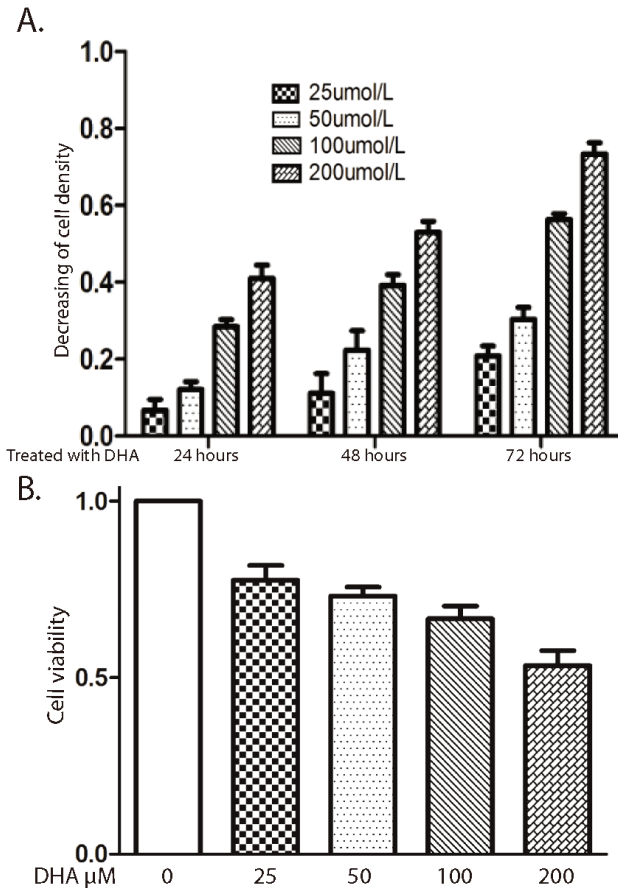 A.
1.0
0.8
0.6
0.4
0.2
0.0
Decreasing of cell density
25umol/L
50umol/L
100umol/L
200umol/L
Treated with DHA 24 hours 48 hours 72 hours
B.
1.0
0.5
0.0
Cell viability
DHA μM 0 25 50 100 200